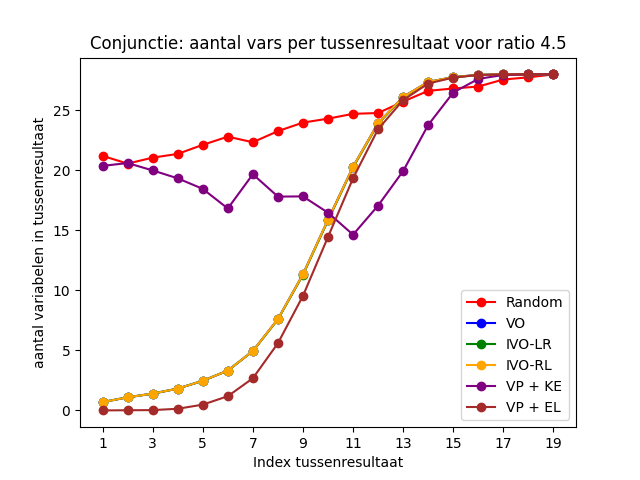 Conjunctie: aantal vars per tussenresultaat voor ratio 4.5
aantal variabelen in tussenresultaat
25
20
15
10
5
0
1 3 5 7 9 11 13 15 17 19
Index tussenresultaat
Random
VO
IVO-LR
IVO-RL
VP + KE
VP + EL